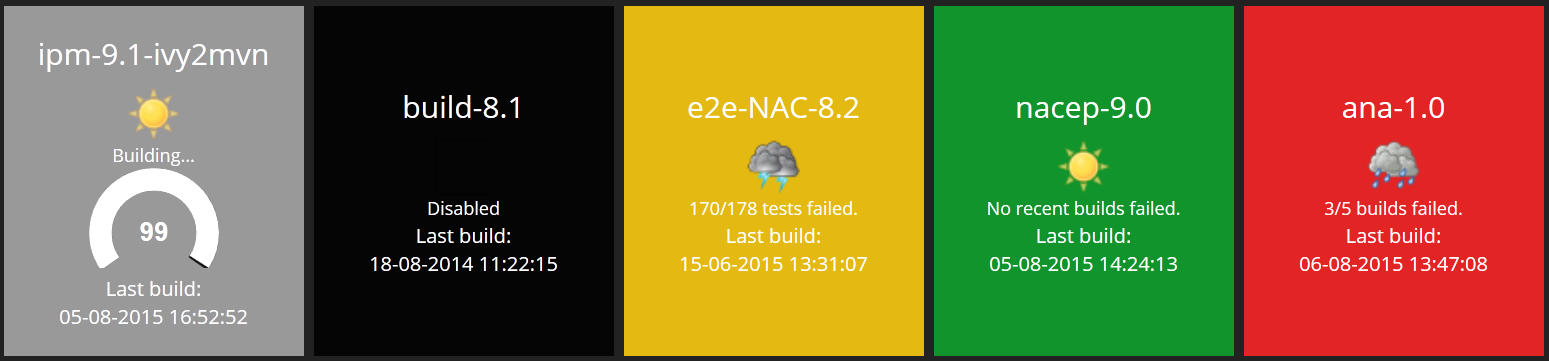 ipm-9.1-ivy2mvn
Building...
99
Last build:
05-08-2015 16:52:52
build-8.1
Disabled
Last build:
18-08-2014 11:22:15
e2e-NAC-8.2
170/178 tests failed.
Last build:
15-06-2015 13:31:07
nacep-9.0
No recent builds failed.
Last build:
05-08-2015 14:24:13
ana-1.0
3/5 builds failed.
Last build:
06-08-2015 13:47:08